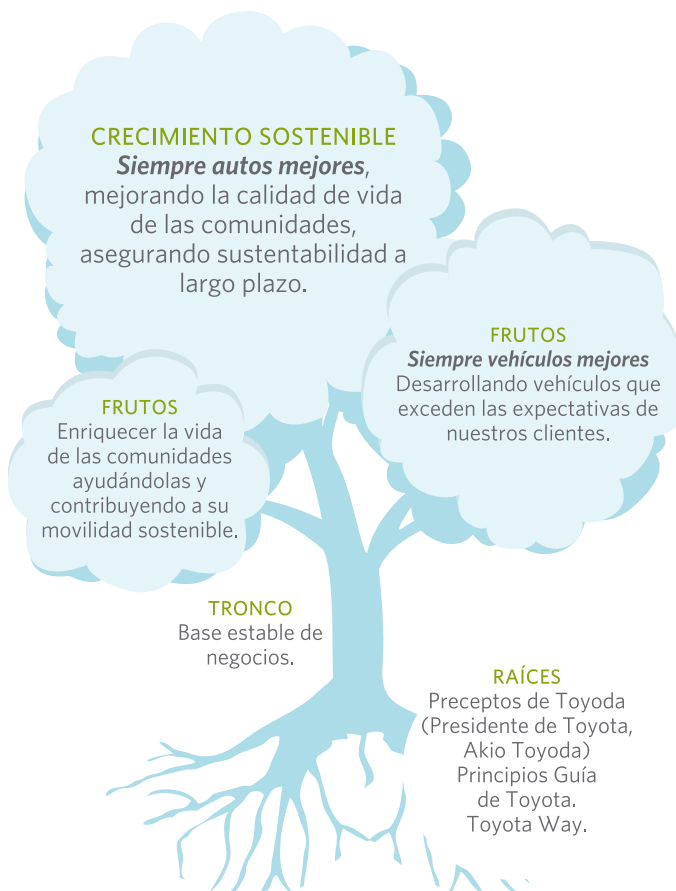 CRECIMIENTO SOSTENIBLE
Siempre autos mejores,
mejorando la calidad de vida
de las comunidades,
asegurando sustentabilidad a
largo plazo.
FRUTOS
Siempre vehículos mejores
Desarrollando vehículos que
exceden las expectativas de
nuestros clientes.
FRUTOS
Enriquecer la vida
de las comunidades
ayudándolas y
contribuyendo a su
movilidad sostenible.
TRONCO
Base estable de
negocios.
RAÍCES
Preceptos de Toyoda
(Presidente de Toyota,
Akio Toyoda)
Principios Guía
de Toyota.
Toyota Way.